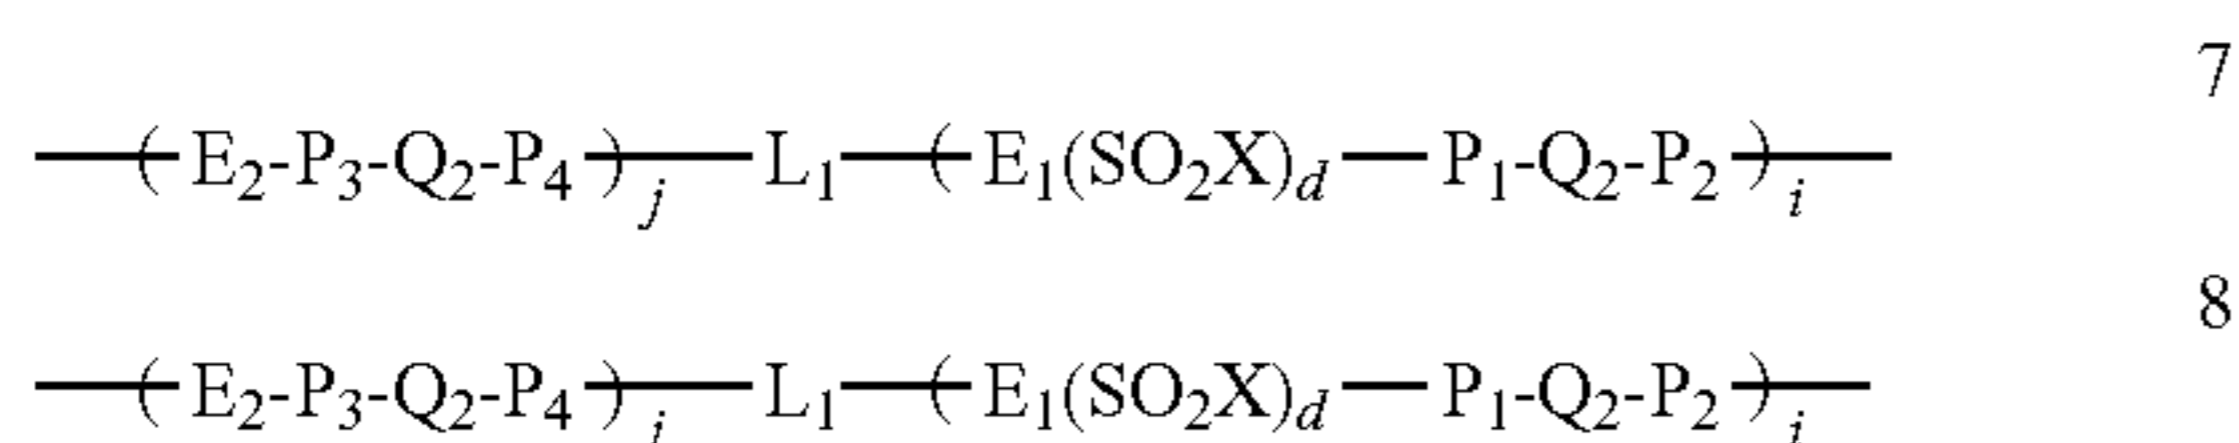 7
—( E₂-P₃-Q₂-P₄ )ⱼ—L₁—( E₁(SO₂X)d — P₁-Q₂-P₂ )ᵢ—
8
—( E₂-P₃-Q₂-P₄ )ⱼ—L₁—( E₁(SO₂X)d — P₁-Q₂-P₂ )ᵢ—